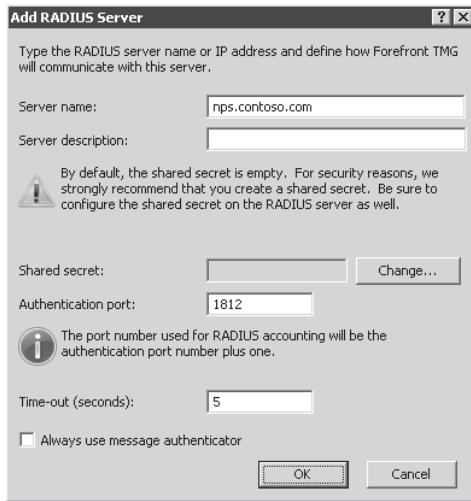 Add RADIUS Server
Type the RADIUS server name or IP address and define how Forefront TMG
will communicate with this server.
Server name: nps.contoso.com
Server description:
By default, the shared secret is empty. For security reasons, we
strongly recommend that you create a shared secret. Be sure to
configure the shared secret on the RADIUS server as well.
Shared secret: Change...
Authentication port: 1812
The port number used for RADIUS accounting will be the
authentication port number plus one.
Time-out (seconds): 5
Always use message authenticator
OK Cancel